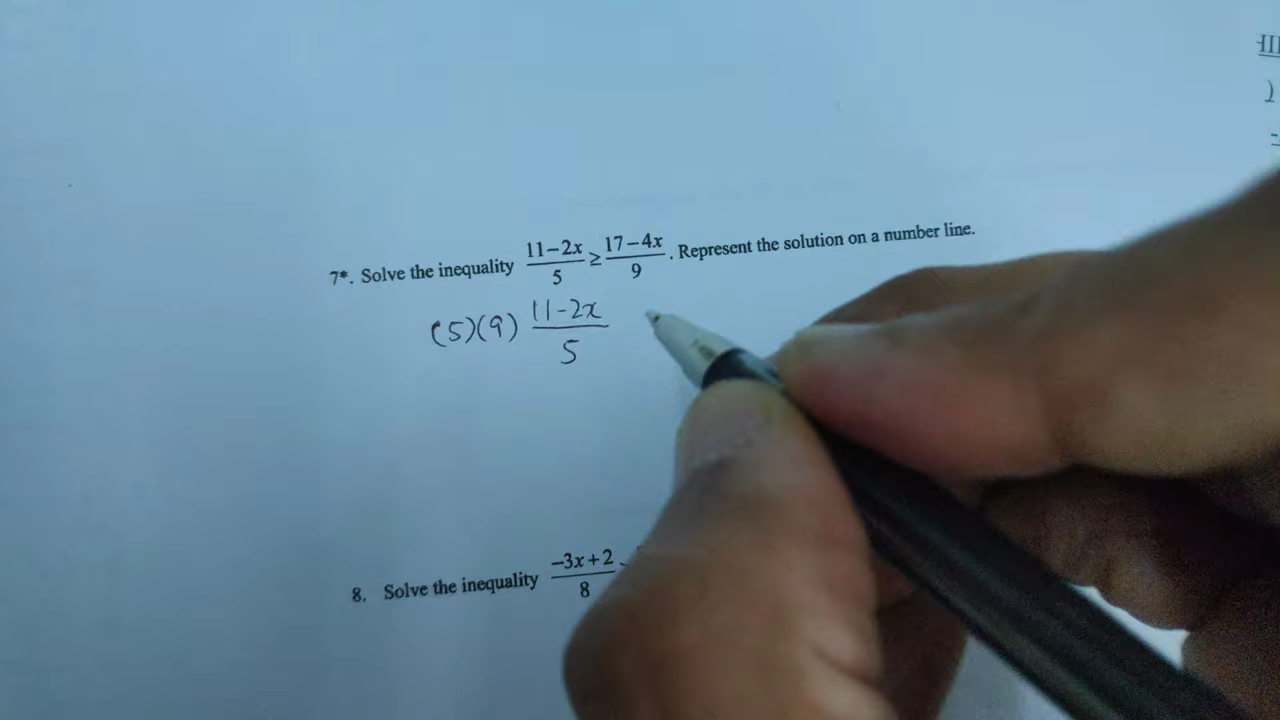 7*. Solve the inequality (11-2x)/5 ≥ (17-4x)/9. Represent the solution on a number line.
(5)(9) (11-2x)/5
8. Solve the inequality (-3x+2)/8